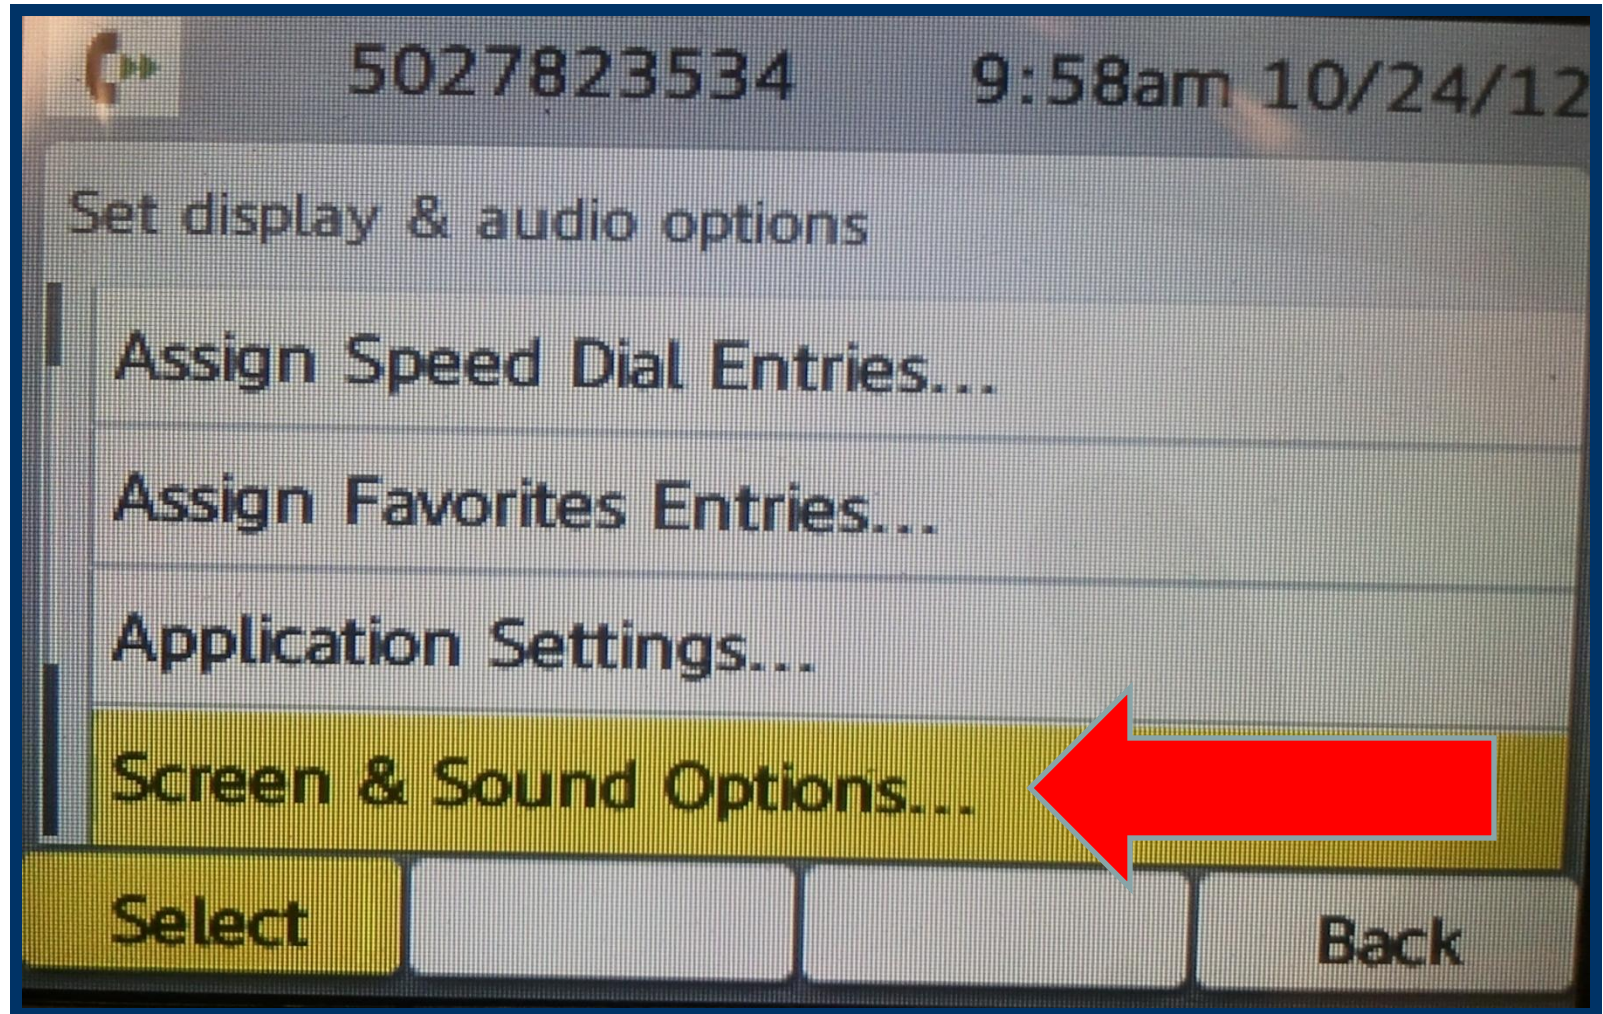 5027823534 9:58am 10/24/12
Set display & audio options
Assign Speed Dial Entries...
Assign Favorites Entries...
Application Settings...
Screen & Sound Options...
Select Back